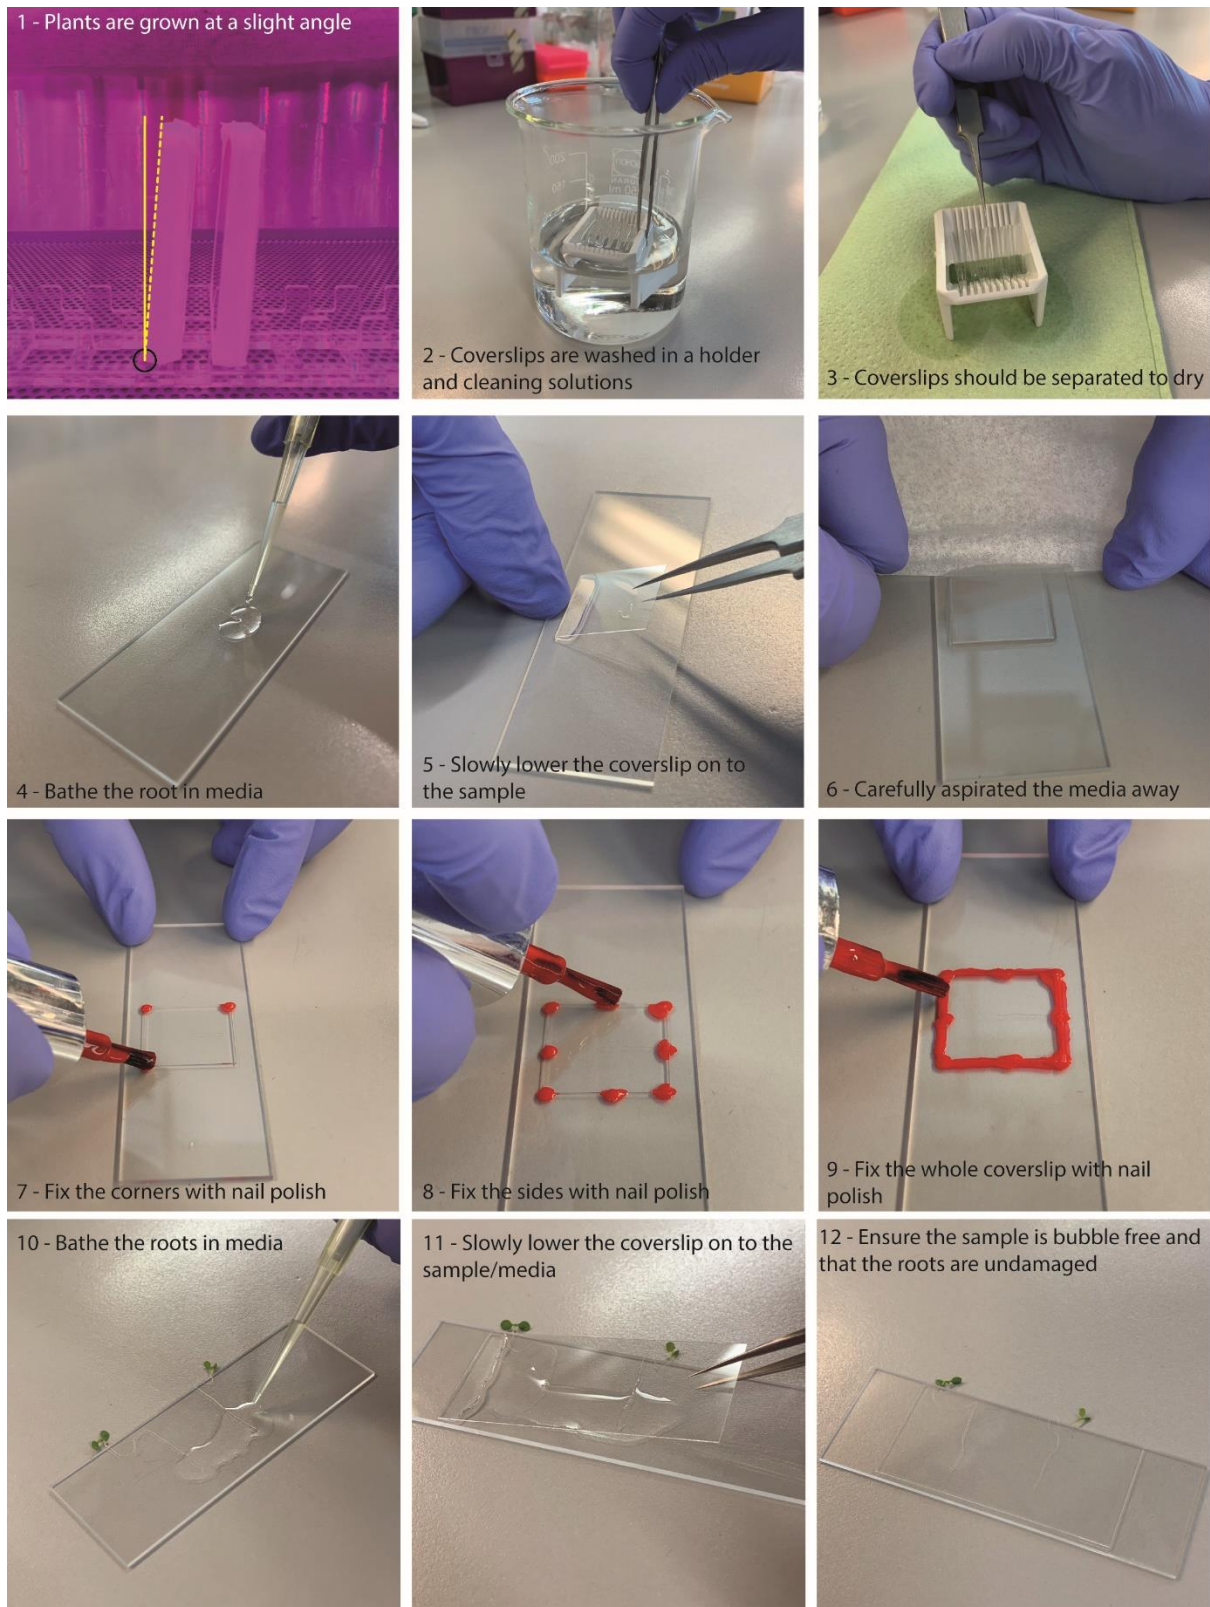 1 - Plants are grown at a slight angle
2 - Coverslips are washed in a holder
and cleaning solutions
3 - Coverslips should be separated to dry
4 - Bathe the root in media
5 - Slowly lower the coverslip on to
the sample
6 - Carefully aspirated the media away
7 - Fix the corners with nail polish
8 - Fix the sides with nail polish
9 - Fix the whole coverslip with nail
polish
10 - Bathe the roots in media
11 - Slowly lower the coverslip on to the
sample/media
12 - Ensure the sample is bubble free and
that the roots are undamaged